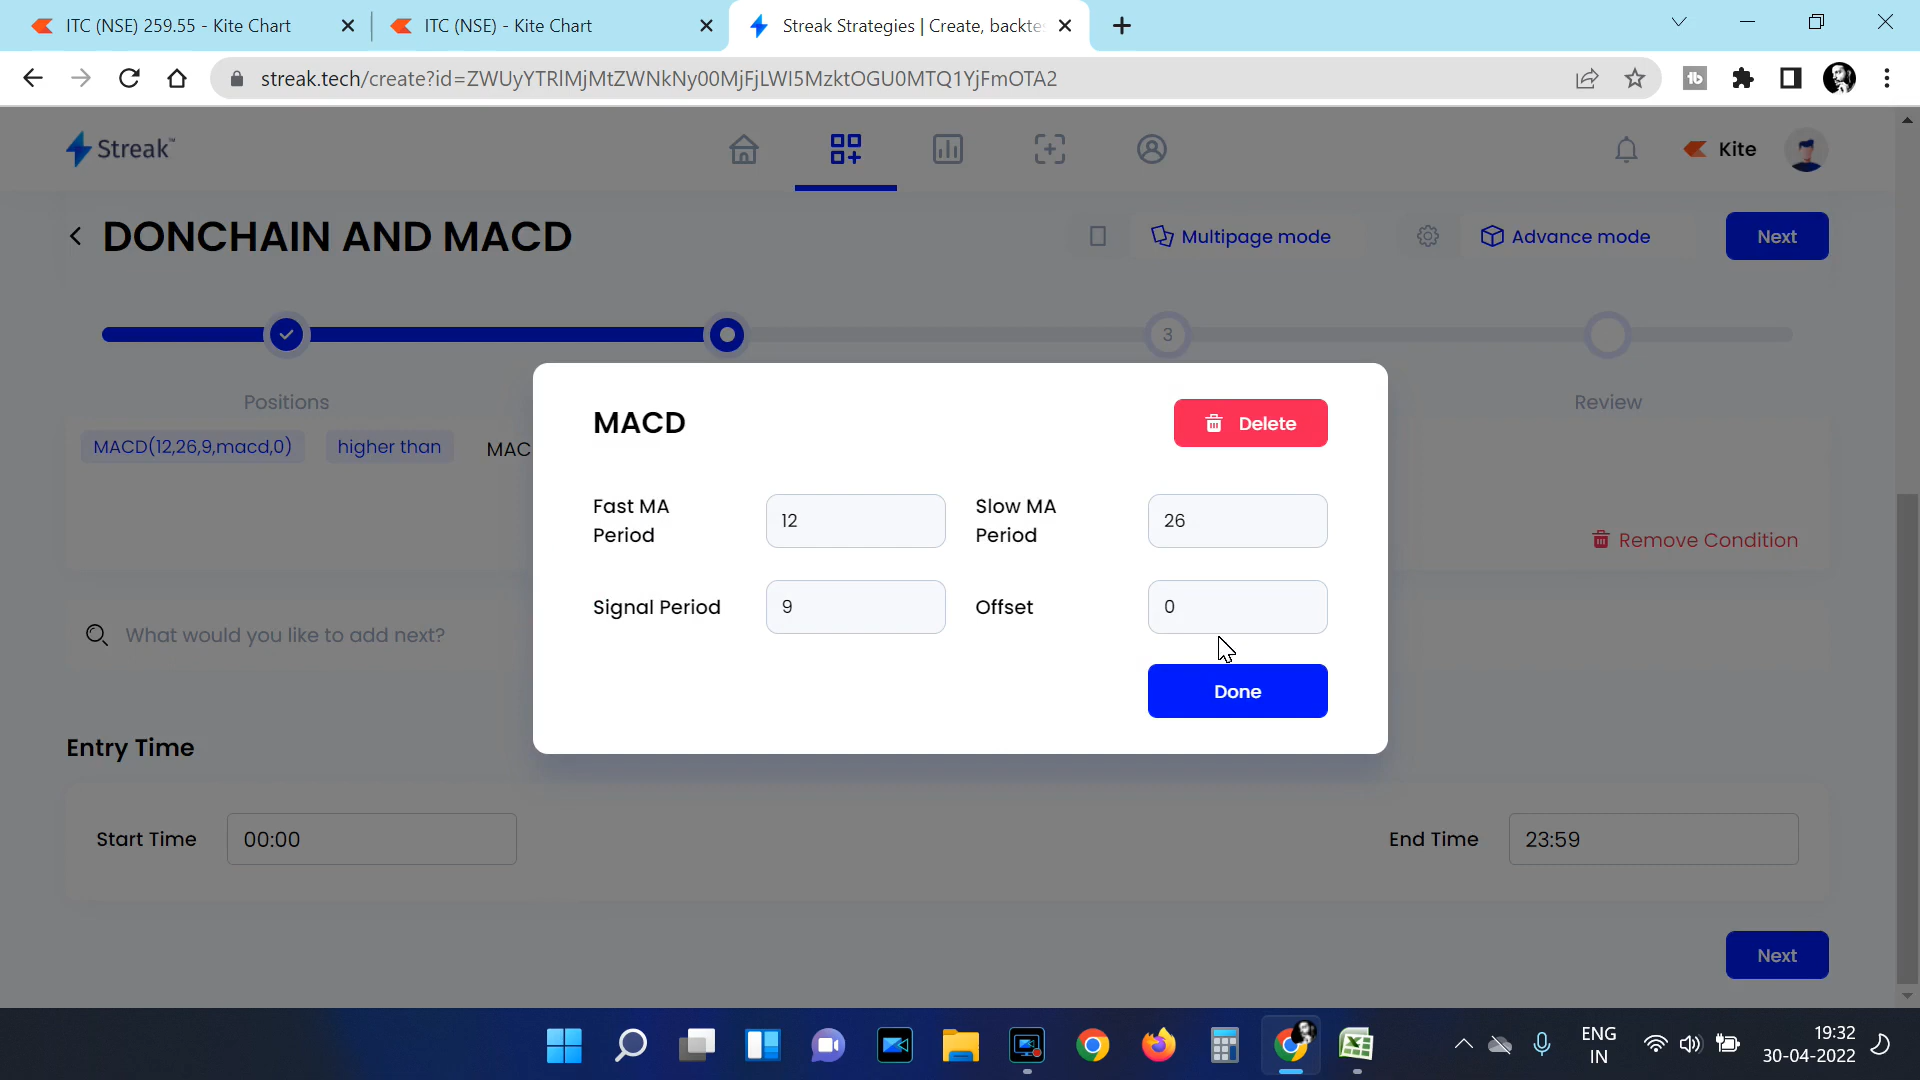 ITC (NSE) 259.55 - Kite Chart
ITC (NSE) - Kite Chart
Streak Strategies | Create, backte
streak.tech/create?id=ZWUyYTRlMjMtZWNkNy00MjFjLWI5MzktOGU0MTQ1YjFmOTA2
Streak™
Kite
DONCHAIN AND MACD
Multipage mode
Advance mode
Next
3
Positions
Review
MACD(12,26,9,macd,0) higher than MAC
MACD
Delete
Fast MA Period 12
Slow MA Period 26
Signal Period 9
Offset 0
Done
Remove Condition
What would you like to add next?
Entry Time
Start Time 00:00
End Time 23:59
Next
ENG
IN
19:32
30-04-2022